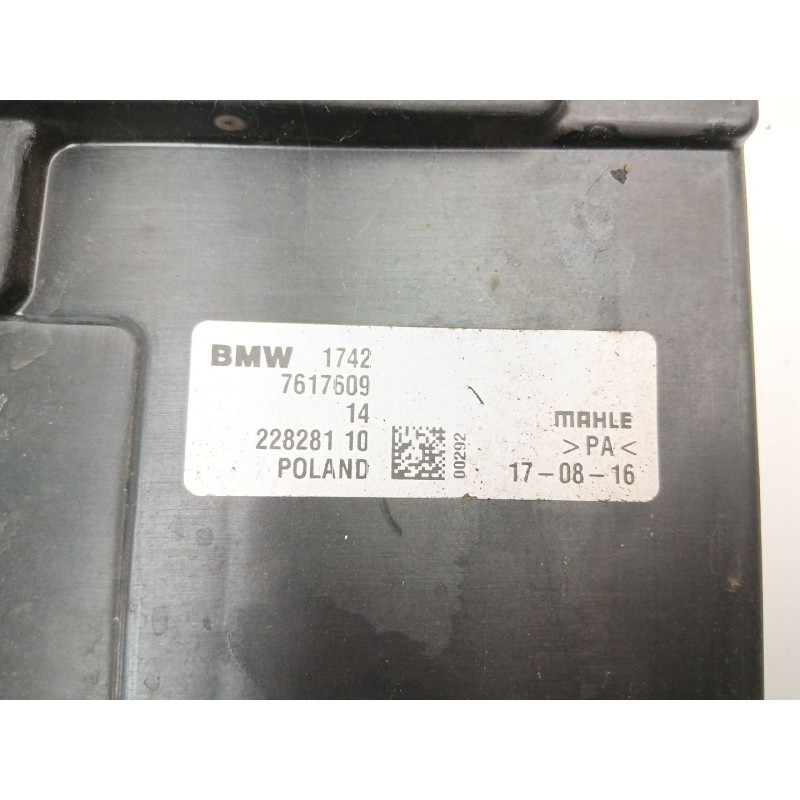 BMW 1742
7617609
14
228281 10
POLAND
00292
MAHLE
>PA<
17-08-16